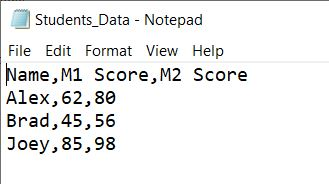 Students_Data - Notepad
File Edit Format View Help
Name,M1 Score,M2 Score
Alex,62,80
Brad,45,56
Joey,85,98